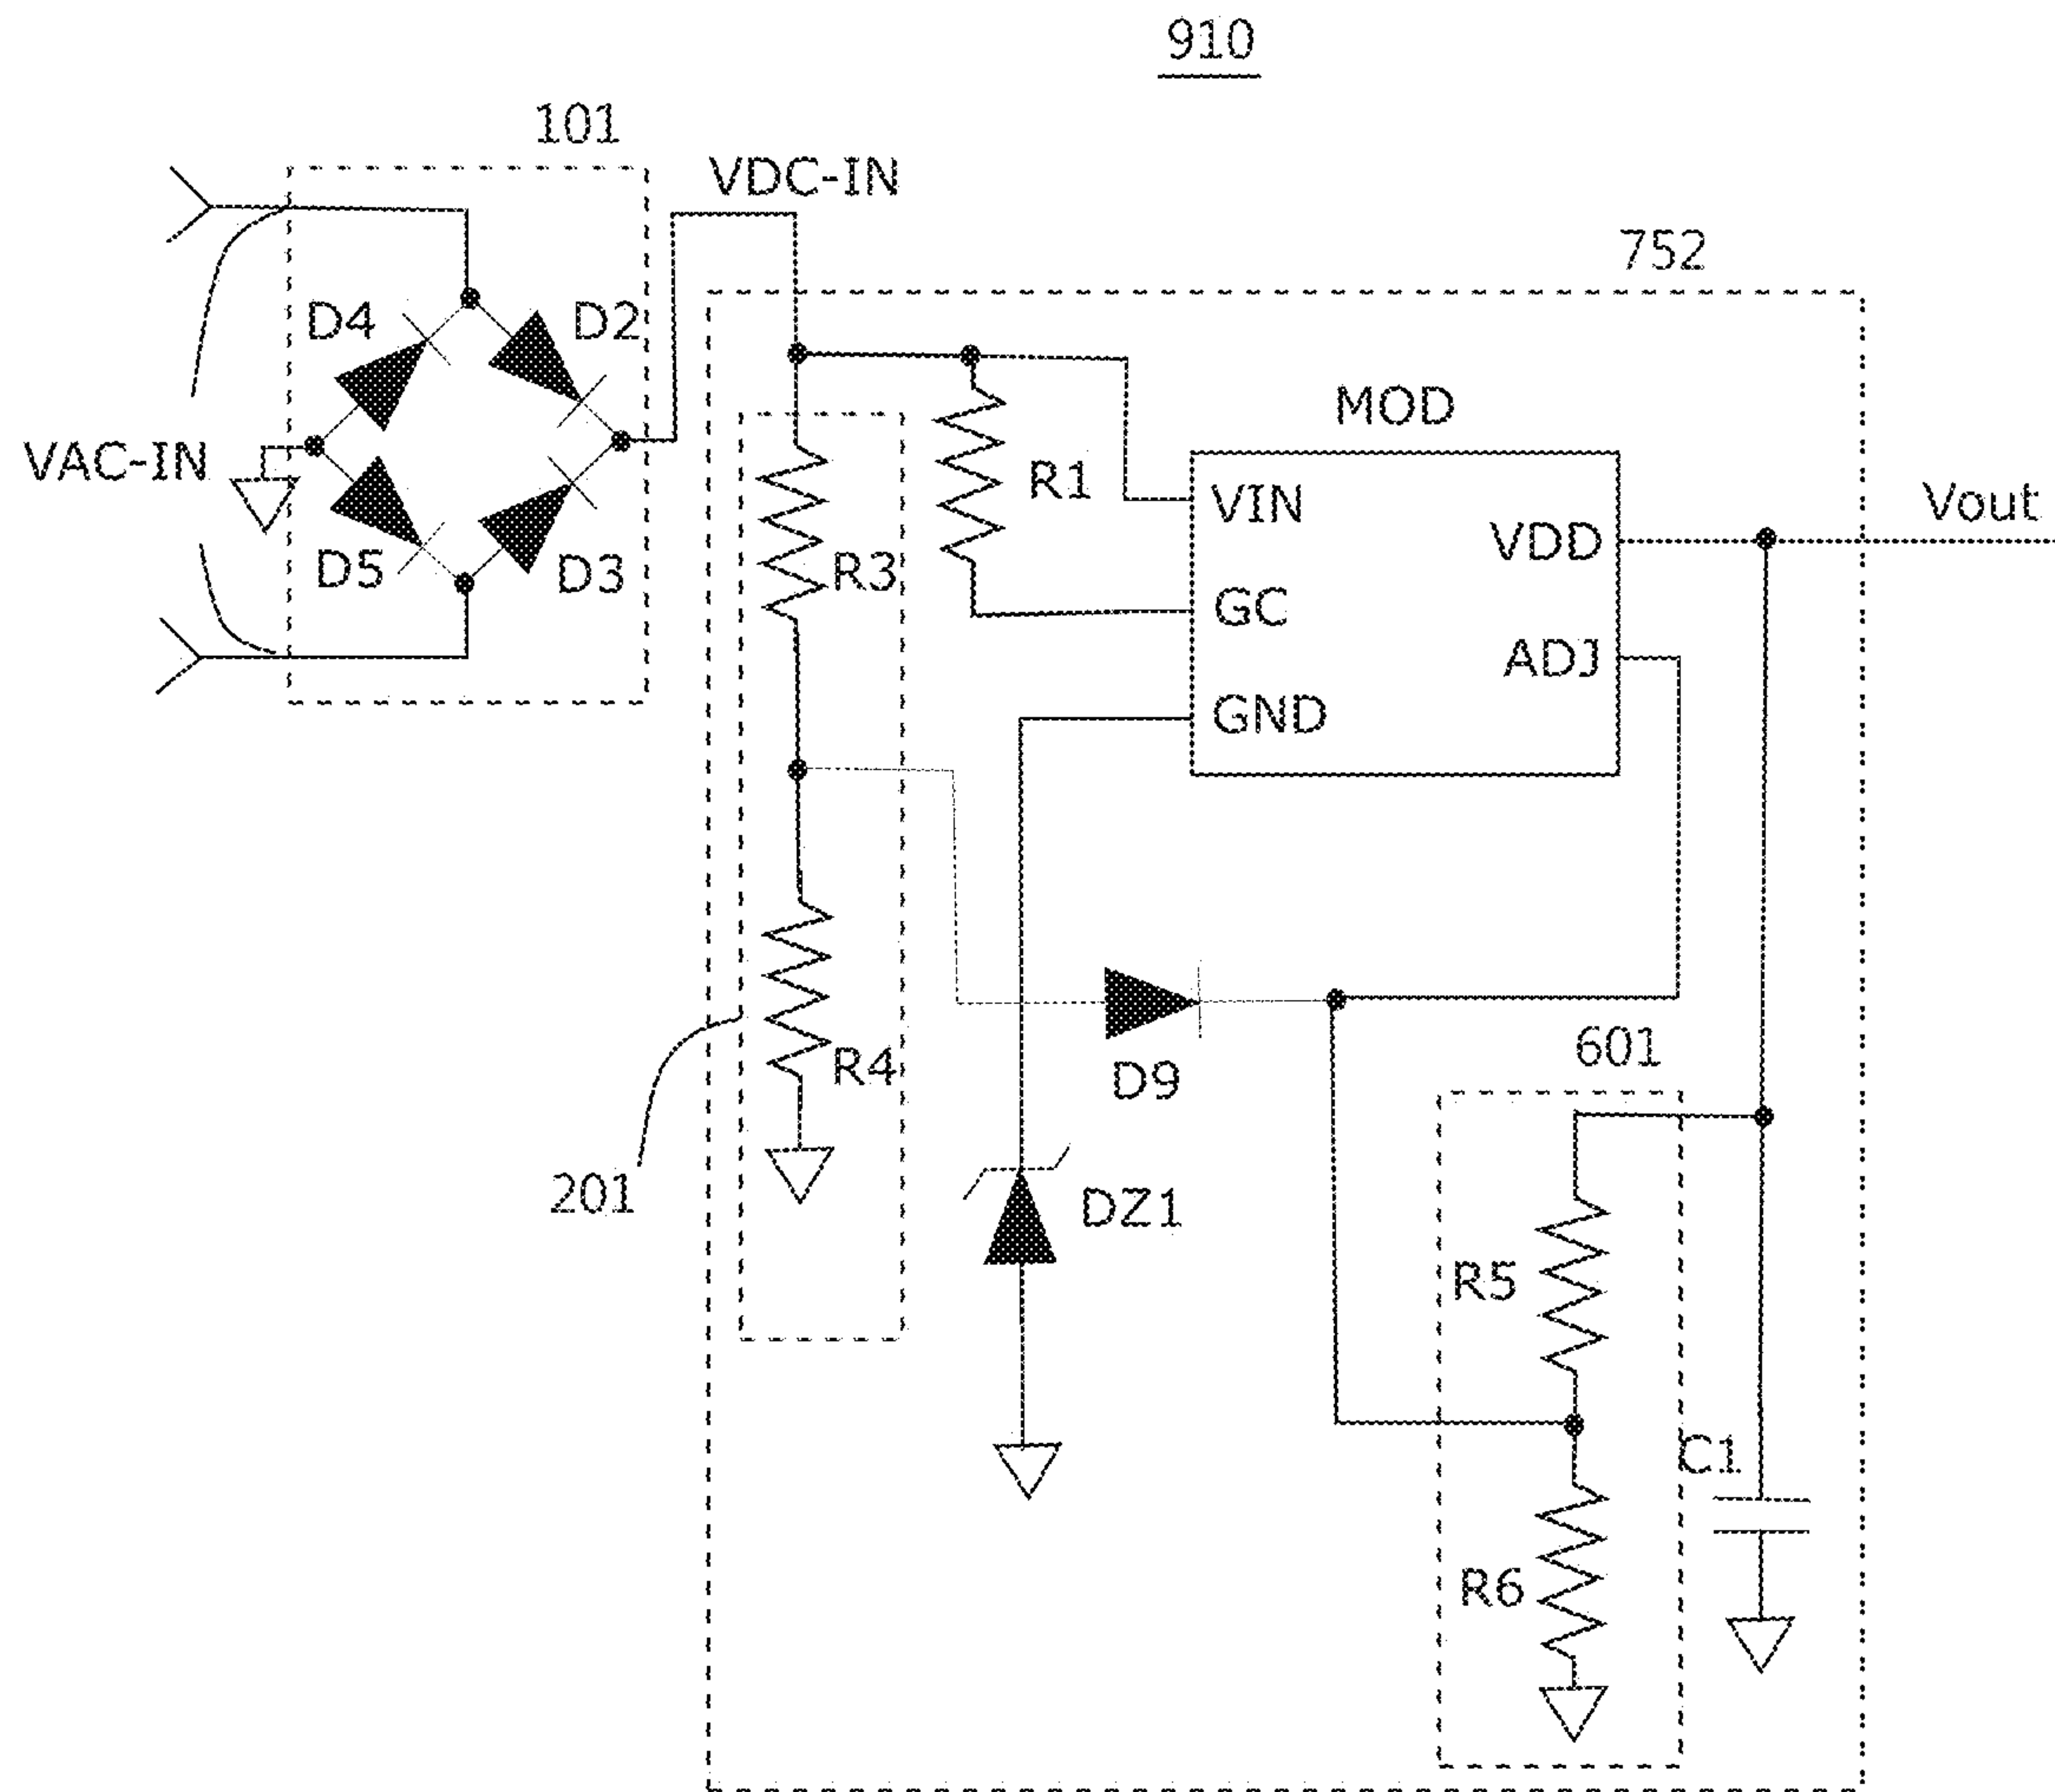 910
101
VDC-IN
752
D4
D2
MOD
VAC-IN
R1
VIN
Vout
VDD
D5
D3
R3
GC
ADJ
GND
601
R4
D9
201
DZ1
R5
C1
R6